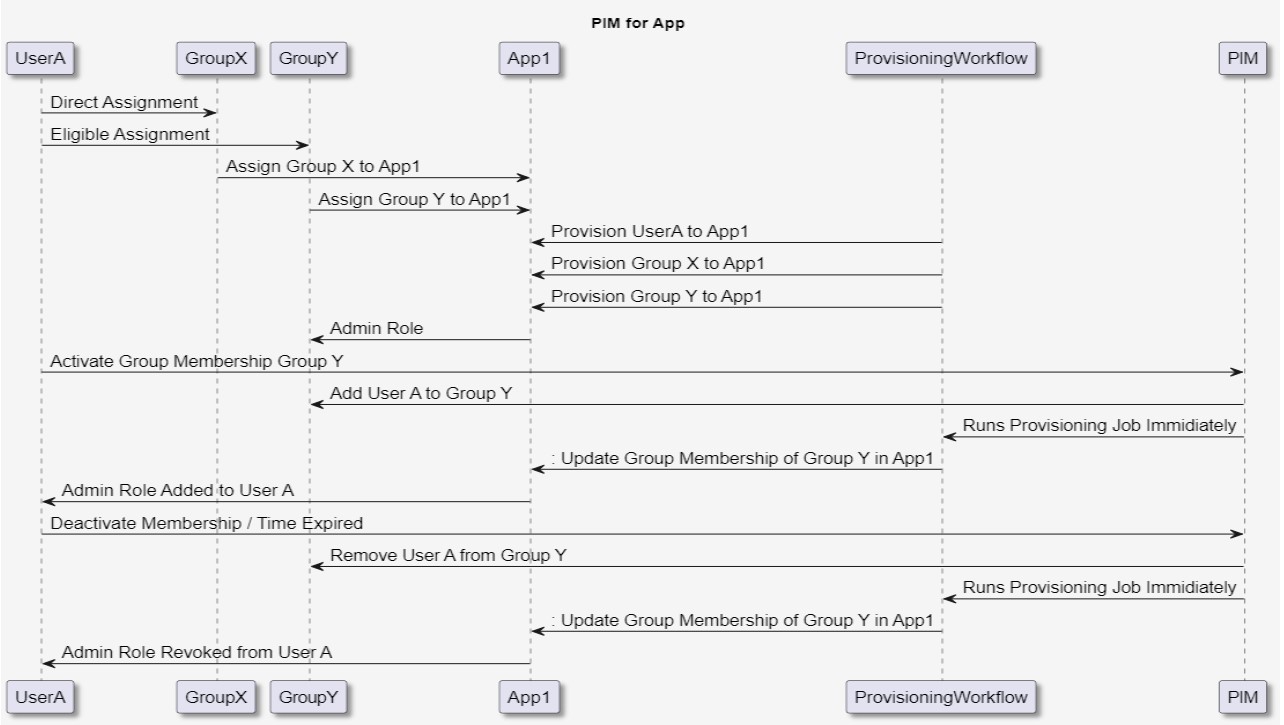 PIM for App
UserA GroupX GroupY App1 ProvisioningWorkflow PIM
Direct Assignment
Eligible Assignment
Assign Group X to App1
Assign Group Y to App1
Provision UserA to App1
Provision Group X to App1
Provision Group Y to App1
Admin Role
Activate Group Membership Group Y
Add User A to Group Y
Runs Provisioning Job Immidiately
: Update Group Membership of Group Y in App1
Admin Role Added to User A
Deactivate Membership / Time Expired
Remove User A from Group Y
Runs Provisioning Job Immidiately
: Update Group Membership of Group Y in App1
Admin Role Revoked from User A
UserA GroupX GroupY App1 ProvisioningWorkflow PIM